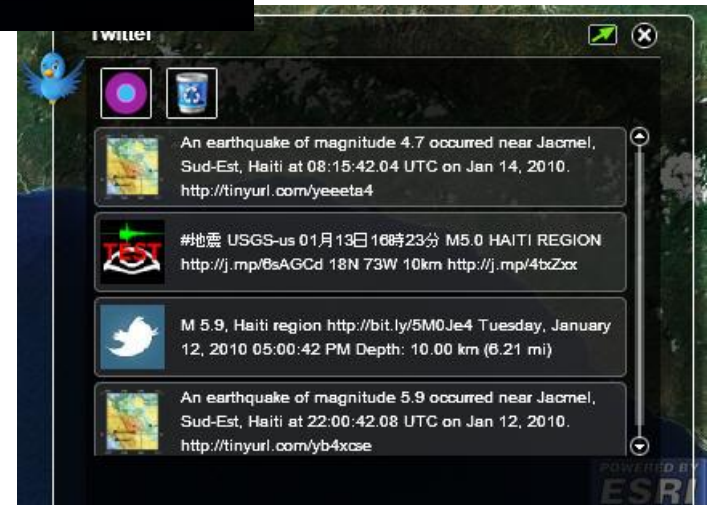 Twitter
An earthquake of magnitude 4.7 occurred near Jacmel,
Sud-Est, Haiti at 08:15:42.04 UTC on Jan 14, 2010.
http://tinyurl.com/yeeeta4
TEST
#地震 USGS-us 01月13日16時23分 M5.0 HAITI REGION
http://j.mp/6sAGCd 18N 73W 10km http://j.mp/4txZxx
M 5.9, Haiti region http://bit.ly/5M0Je4 Tuesday, January
12, 2010 05:00:42 PM Depth: 10.00 km (6.21 mi)
An earthquake of magnitude 5.9 occurred near Jacmel,
Sud-Est, Haiti at 22:00:42.08 UTC on Jan 12, 2010.
http://tinyurl.com/yb4xcse
POWERED BY
ESRI